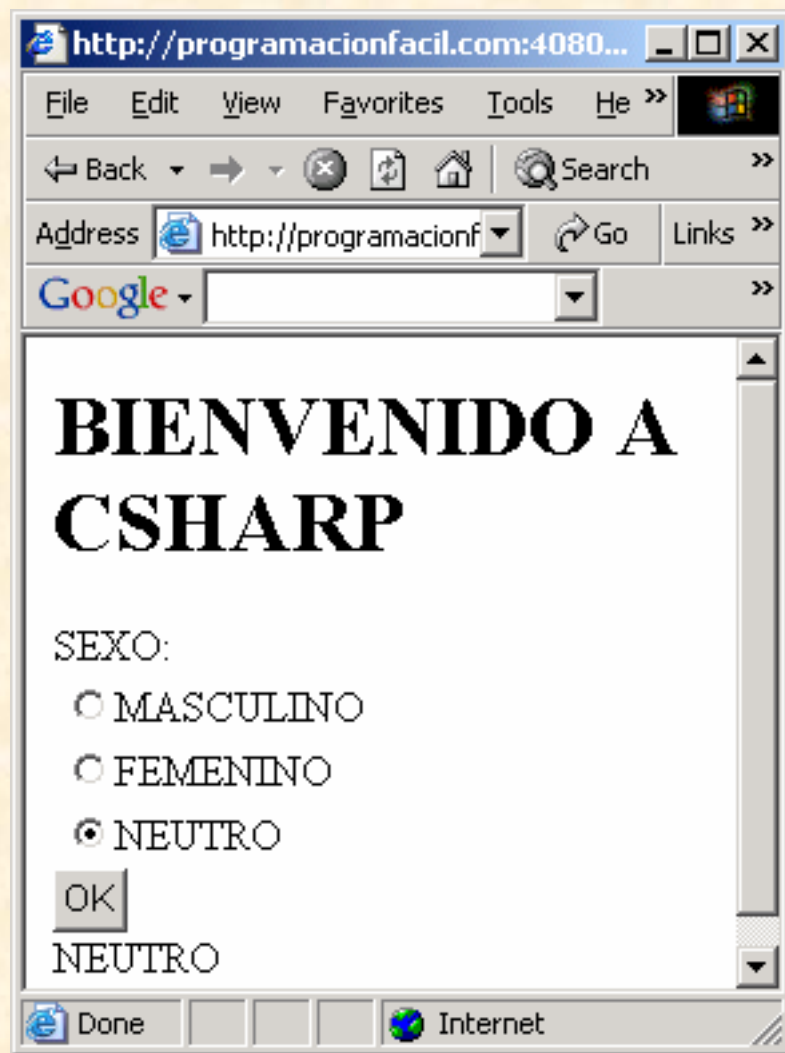 http://programacionfacil.com:4080...
File Edit View Favorites Tools He »
Back Search »
Address http://programacionf Go Links »
Google »
BIENVENIDO A
CSHARP
SEXO:
MASCULINO
FEMENINO
NEUTRO
OK
NEUTRO
Done Internet